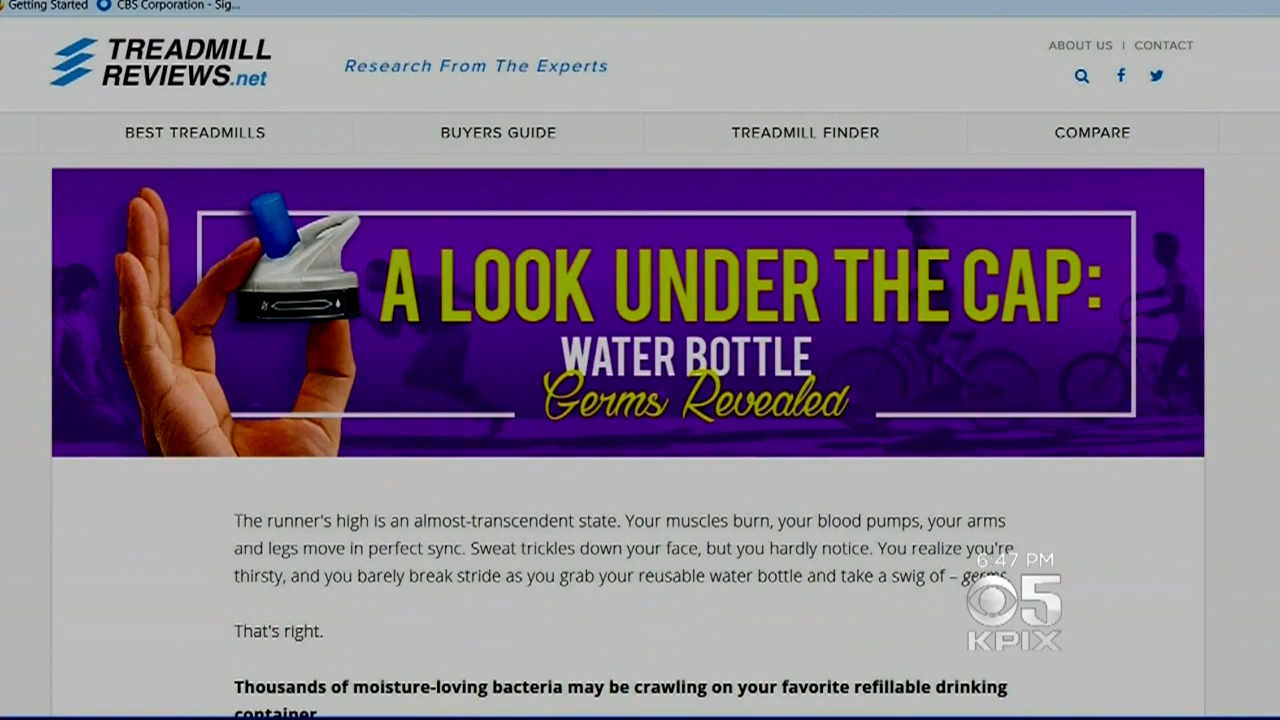 Getting Started CBS Corporation - Sig...
TREADMILL
REVIEWS.net
Research From The Experts
ABOUT US | CONTACT
BEST TREADMILLS BUYERS GUIDE TREADMILL FINDER COMPARE
A LOOK UNDER THE CAP:
WATER BOTTLE
Germs Revealed
The runner's high is an almost-transcendent state. Your muscles burn, your blood pumps, your arms
and legs move in perfect sync. Sweat trickles down your face, but you hardly notice. You realize you're
thirsty, and you barely break stride as you grab your reusable water bottle and take a swig of – germs.
That's right.
Thousands of moisture-loving bacteria may be crawling on your favorite refillable drinking
container
6:47 PM
5
KPIX